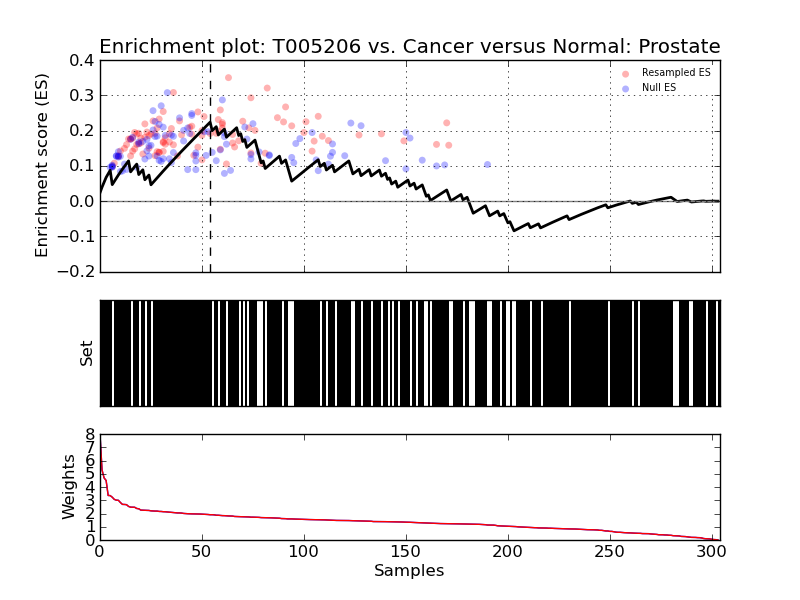 Enrichment plot: T005206 vs. Cancer versus Normal: Prostate
Enrichment score (ES)
0.4
0.3
0.2
0.1
0.0
−0.1
−0.2
Resampled ES
Null ES
Set
Weights
8
7
6
5
4
3
2
1
0
0 50 100 150 200 250 300
Samples